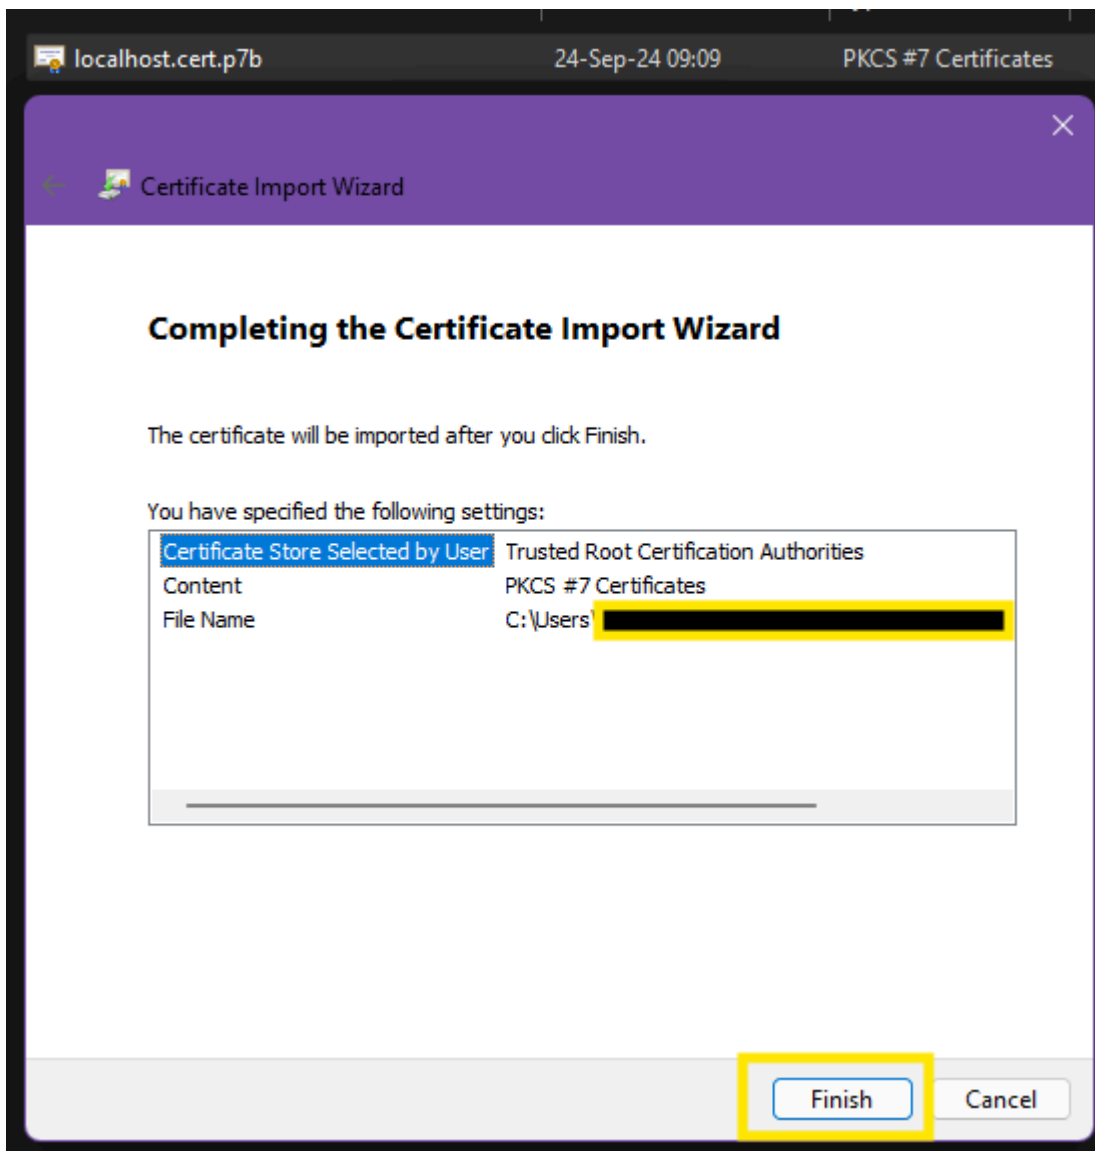 localhost.cert.p7b 24-Sep-24 09:09 PKCS #7 Certificates
Certificate Import Wizard
Completing the Certificate Import Wizard
The certificate will be imported after you click Finish.
You have specified the following settings:
Certificate Store Selected by User Trusted Root Certification Authorities
Content PKCS #7 Certificates
File Name C:\Users\
Finish Cancel